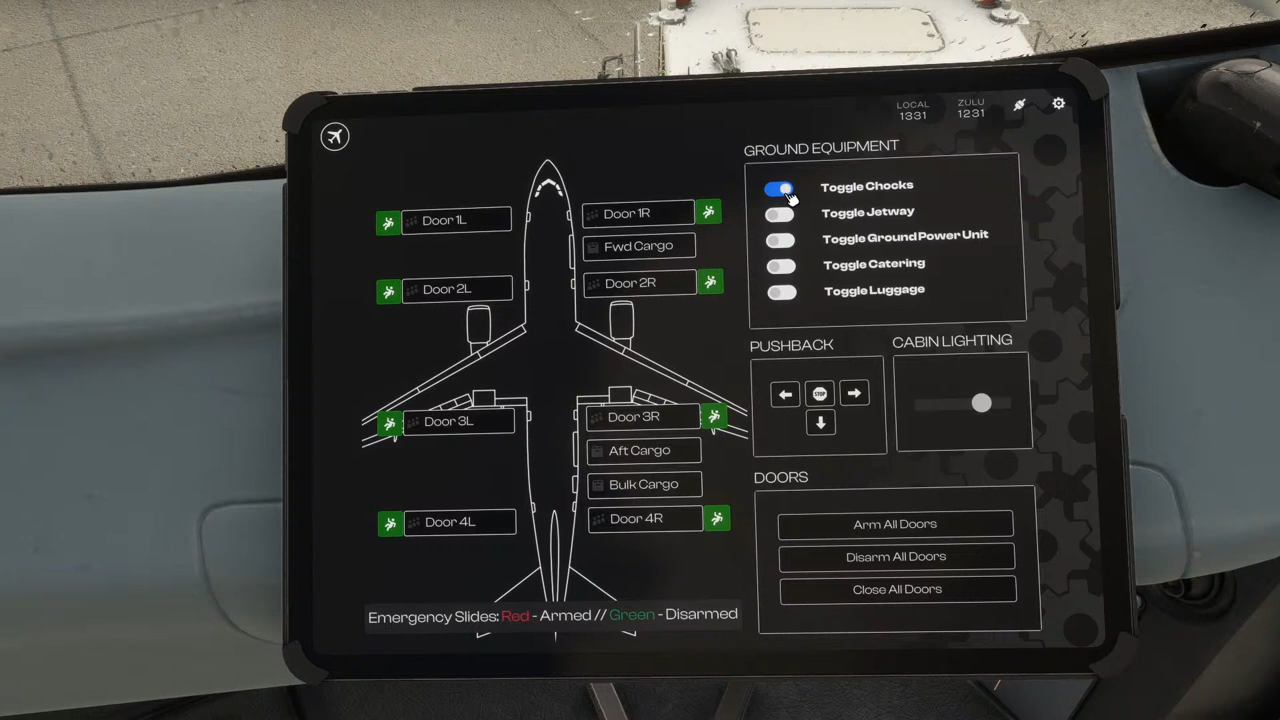 LOCAL
1331
ZULU
1231
GROUND EQUIPMENT
Toggle Chocks
Toggle Jetway
Toggle Ground Power Unit
Toggle Catering
Toggle Luggage
Door 1L
Door 1R
Fwd Cargo
Door 2L
Door 2R
Door 3L
Door 3R
Aft Cargo
Bulk Cargo
Door 4L
Door 4R
Emergency Slides: Red - Armed // Green - Disarmed
PUSHBACK
STOP
CABIN LIGHTING
DOORS
Arm All Doors
Disarm All Doors
Close All Doors